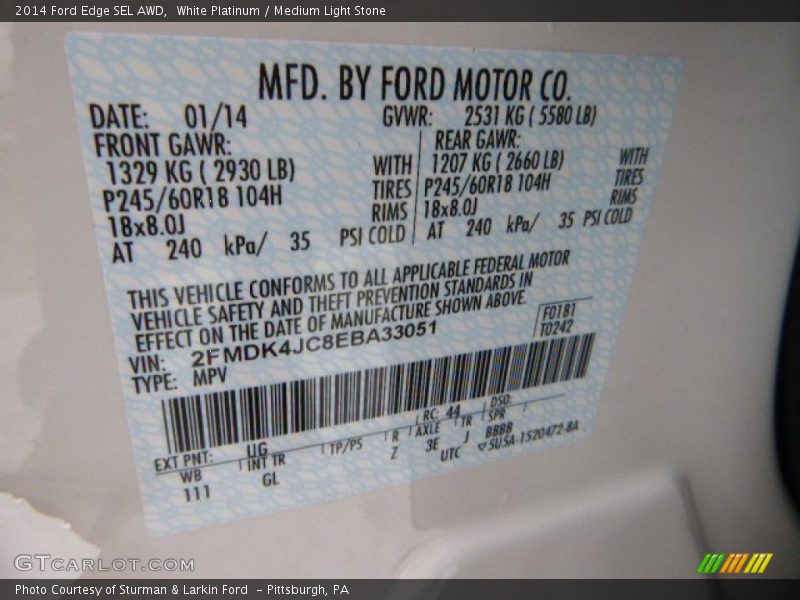 2014 Ford Edge SEL AWD,  White Platinum / Medium Light Stone
MFD. BY FORD MOTOR CO.
DATE: 01/14 GVWR: 2531 KG ( 5580 LB)
FRONT GAWR: REAR GAWR:
1329 KG ( 2930 LB) WITH 1207 KG ( 2660 LB) WITH
P245/60R18 104H TIRES P245/60R18 104H TIRES
18x8.0J RIMS 18x8.0J RIMS
AT 240 kPa/ 35 PSI COLD AT 240 kPa/ 35 PSI COLD
THIS VEHICLE CONFORMS TO ALL APPLICABLE FEDERAL MOTOR
VEHICLE SAFETY AND THEFT PREVENTION STANDARDS IN
EFFECT ON THE DATE OF MANUFACTURE SHOWN ABOVE.
VIN: 2FMDK4JC8EBA33051 F0181
TYPE: MPV T0242
EXT PNT: UG RC: 44 DSO:
WB INT TR TP/PS R AXLE TR SPR
111 GL Z 3E J BBBB
UTC 5USA-1520472-BA
GTCARLOT.COM
Photo Courtesy of Sturman & Larkin Ford  - Pittsburgh, PA